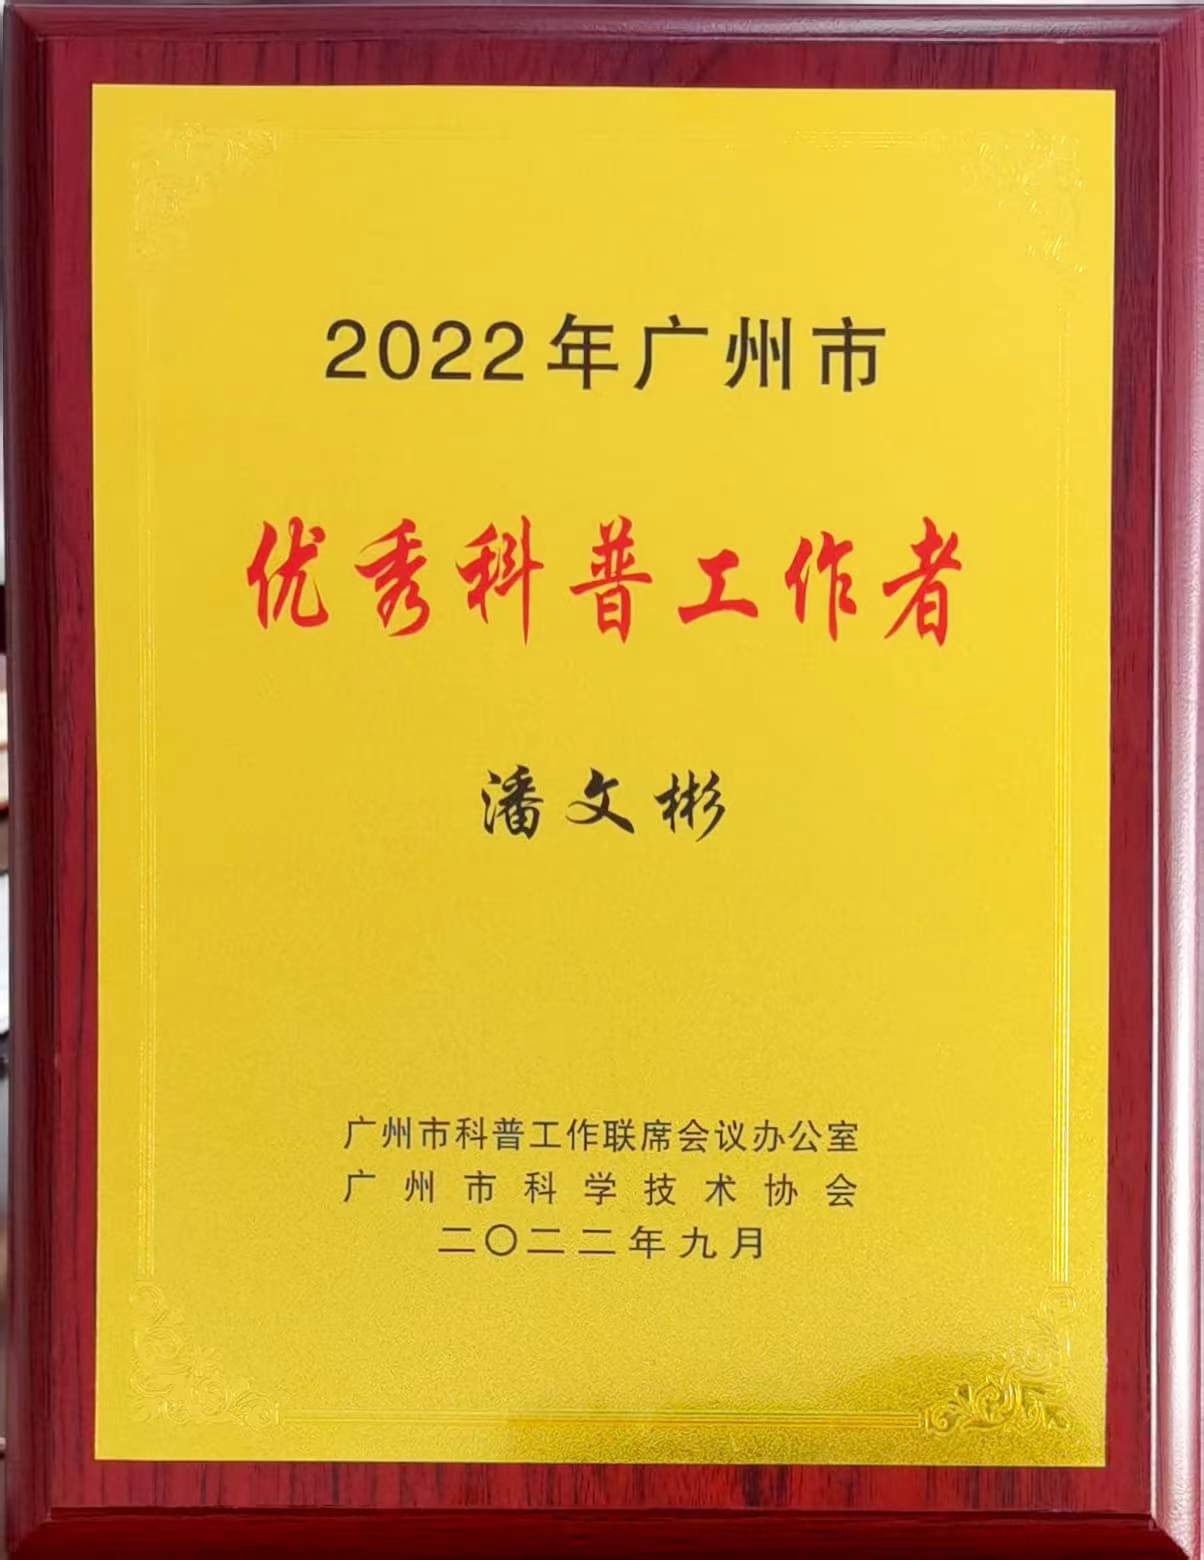 2022年广州市
优秀科普工作者
潘文彬
广州市科普工作联席会议办公室
广州市科学技术协会
二〇二二年九月